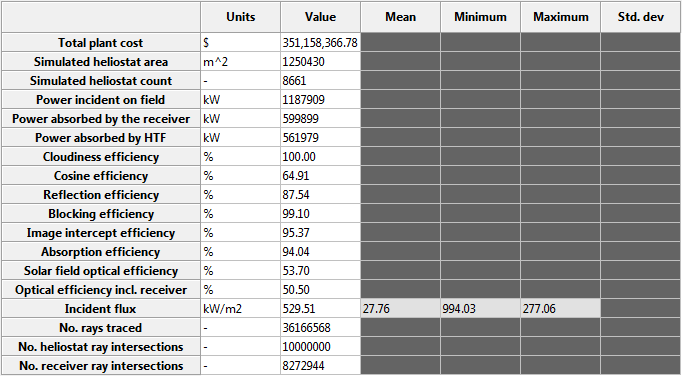 Units Value Mean Minimum Maximum Std. dev
Total plant cost $ 351,158,366.78
Simulated heliostat area m^2 1250430
Simulated heliostat count - 8661
Power incident on field kW 1187909
Power absorbed by the receiver kW 599899
Power absorbed by HTF kW 561979
Cloudiness efficiency % 100.00
Cosine efficiency % 64.91
Reflection efficiency % 87.54
Blocking efficiency % 99.10
Image intercept efficiency % 95.37
Absorption efficiency % 94.04
Solar field optical efficiency % 53.70
Optical efficiency incl. receiver % 50.50
Incident flux kW/m2 529.51 27.76 994.03 277.06
No. rays traced - 36166568
No. heliostat ray intersections - 10000000
No. receiver ray intersections - 8272944